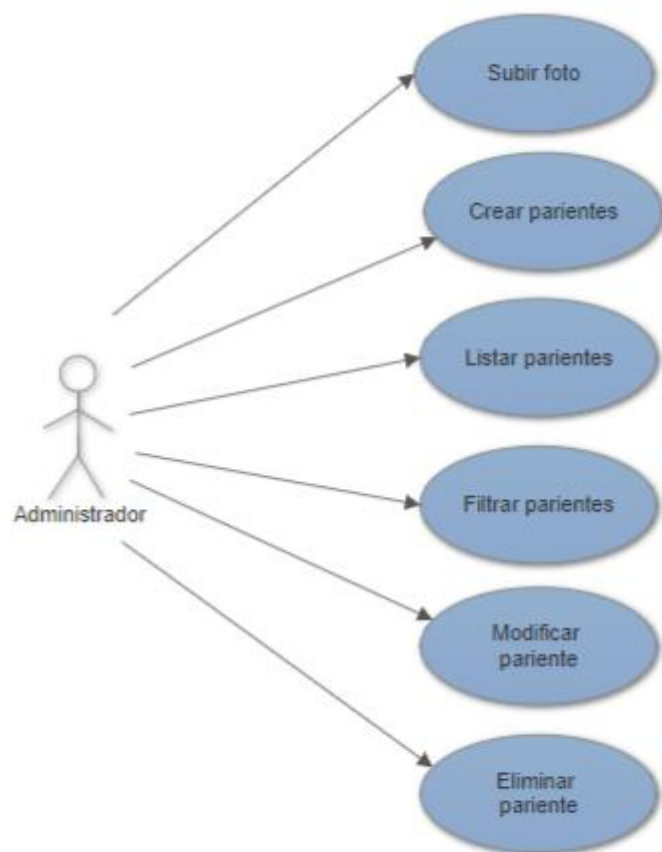 Subir foto
Crear parientes
Listar parientes
Filtrar parientes
Administrador
Modificar
pariente
Eliminar
pariente